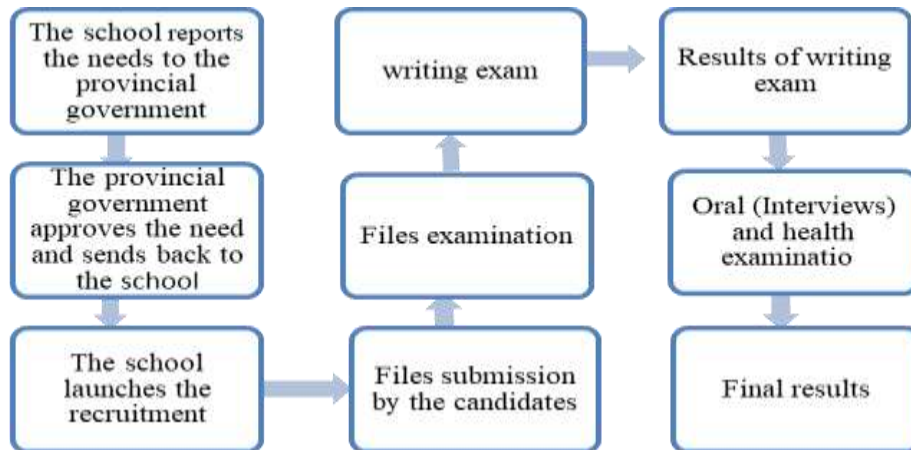 The school reports
the needs to the
provincial
government
The provincial
government
approves the need
and sends back to
the school
The school
launches the
recruitment
Files submission
by the candidates
Files examination
writing exam
Results of writing
exam
Oral (Interviews)
and health
examinatio
Final results